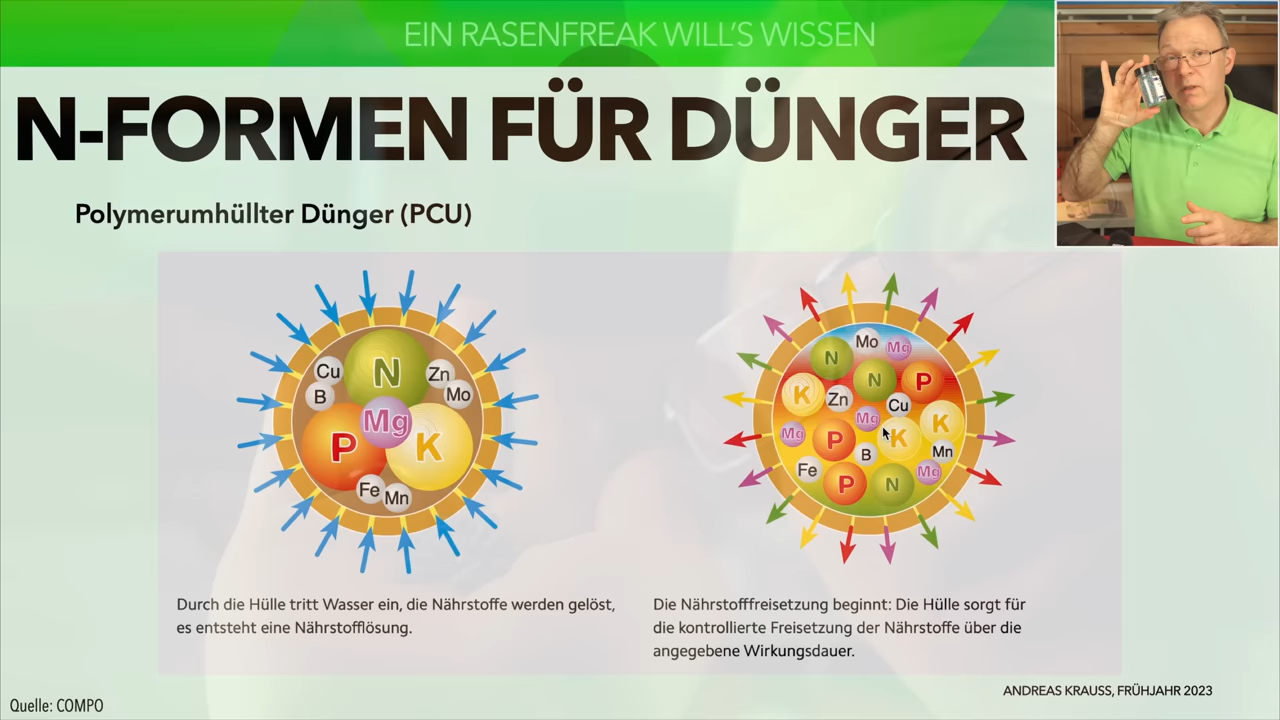 EIN RASENFREAK WILL'S WISSEN
N-FORMEN FÜR DÜNGER
Polymerumhüllter Dünger (PCU)
Cu
N
Zn
B
Mo
Mg
P
K
Fe
Mn
Mo
Mg
N
N
P
K
Zn
Cu
Mg
K
Mg
P
K
B
Mn
Fe
Mg
P
N
Durch die Hülle tritt Wasser ein, die Nährstoffe werden gelöst,
es entsteht eine Nährstofflösung.
Die Nährstofffreisetzung beginnt: Die Hülle sorgt für
die kontrollierte Freisetzung der Nährstoffe über die
angegebene Wirkungsdauer.
ANDREAS KRAUSS, FRÜHJAHR 2023
Quelle: COMPO